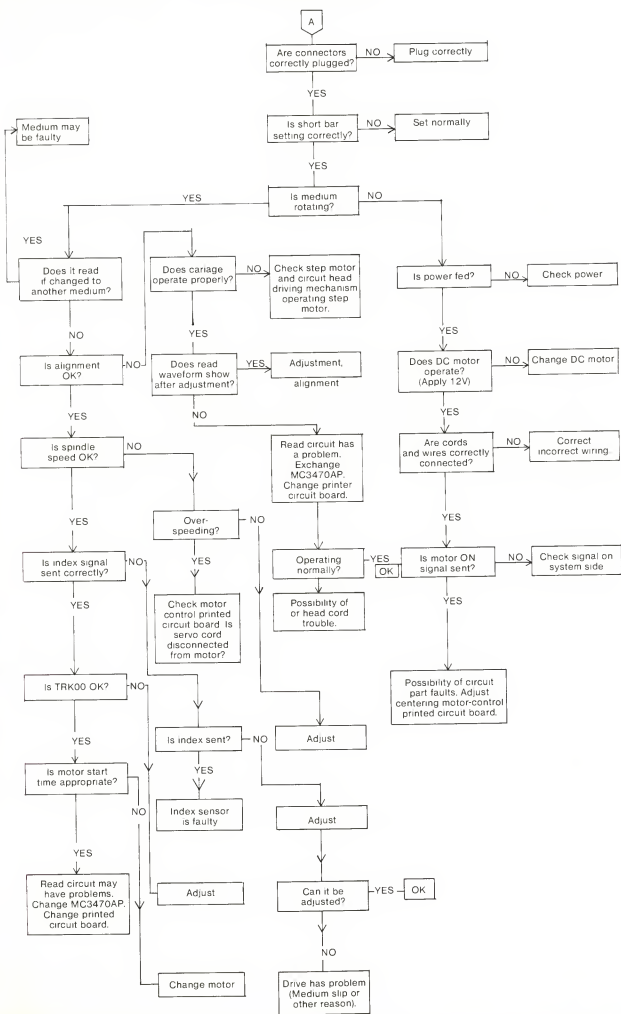 A
Are connectors
correctly plugged?
NO
Plug correctly
YES
Is short bar
setting correctly?
NO
Set normally
YES
Medium may
be faulty
Is medium
rotating?
YES
NO
YES
Does it read
if changed to
another medium?
NO
Does cariage
operate properly?
NO
Check step motor
and circuit head
driving mechanism
operating step
motor.
YES
Is power fed?
NO
Check power
YES
Is alignment
OK?
NO
YES
Does read
waveform show
after adjustment?
YES
Adjustment,
alignment
NO
Does DC motor
operate?
(Apply 12V)
NO
Change DC motor
YES
Is spindle
speed OK?
NO
YES
Read circuit has
a problem.
Exchange
MC3470AP.
Change printer
circuit board.
Are cords
and wires correctly
connected?
NO
Correct
incorrect wiring.
YES
Over-
speeding?
NO
YES
Is index signal
sent correctly?
NO
YES
Operating
normally?
YES
OK
Is motor ON
signal sent?
NO
Check signal on
system side
YES
Check motor
control printed
circuit board Is
servo cord
disconnected
from motor?
Possibility of
or head cord
trouble.
Possibility of circuit
part faults. Adjust
centering motor-control
printed circuit board.
Is TRK00 OK?
NO
YES
Is index sent?
NO
YES
Adjust
Is motor start
time appropriate?
NO
YES
Index sensor
is faulty
Adjust
Read circuit may
have problems.
Change MC3470AP.
Change printed
circuit board.
Adjust
Can it be
adjusted?
YES
OK
NO
Change motor
Drive has problem
(Medium slip or
other reason).